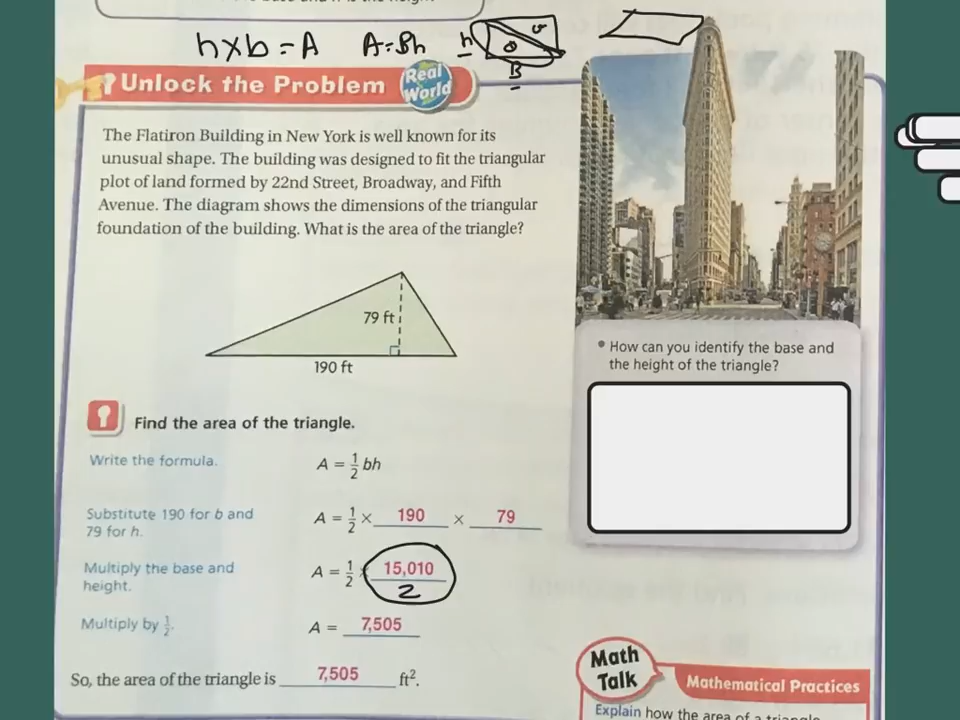 h x b = A A = Bh h
B
Unlock the Problem Real World
The Flatiron Building in New York is well known for its
unusual shape. The building was designed to fit the triangular
plot of land formed by 22nd Street, Broadway, and Fifth
Avenue. The diagram shows the dimensions of the triangular
foundation of the building. What is the area of the triangle?
79 ft
190 ft
• How can you identify the base and
the height of the triangle?
Find the area of the triangle.
Write the formula.
A = 1/2 bh
Substitute 190 for b and
79 for h.
A = 1/2 × 190 × 79
Multiply the base and
height.
A = 1/2 × 15,010
2
Multiply by 1/2.
A = 7,505
So, the area of the triangle is 7,505 ft².
Math
Talk
Mathematical Practices
Explain how the area of a triangle